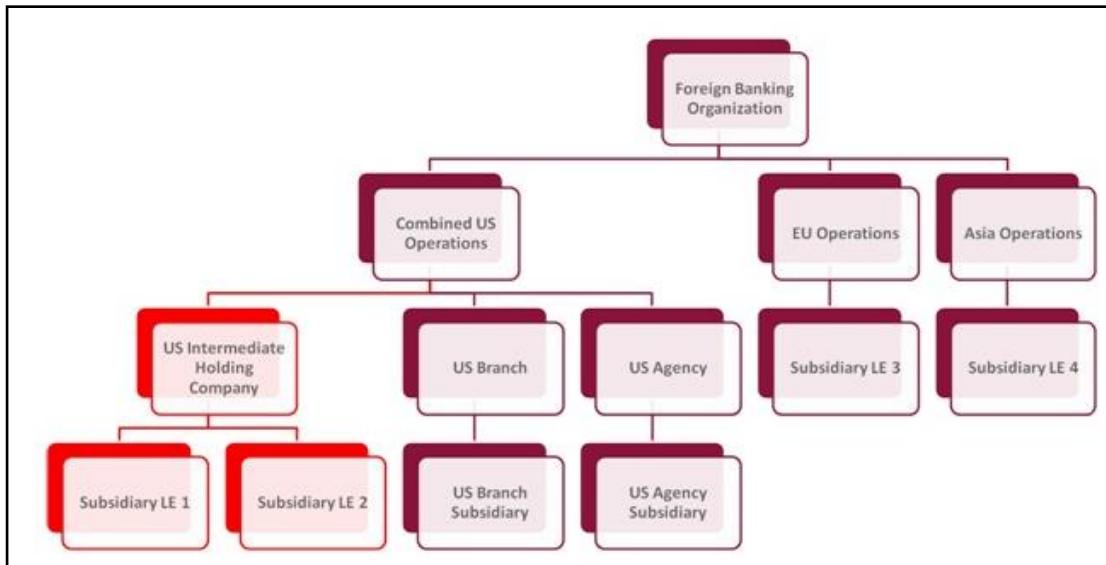 Foreign Banking
Organization
Combined US
Operations
EU Operations
Asia Operations
US Intermediate
Holding
Company
US Branch
US Agency
Subsidiary LE 3
Subsidiary LE 4
Subsidiary LE 1
Subsidiary LE 2
US Branch
Subsidiary
US Agency
Subsidiary